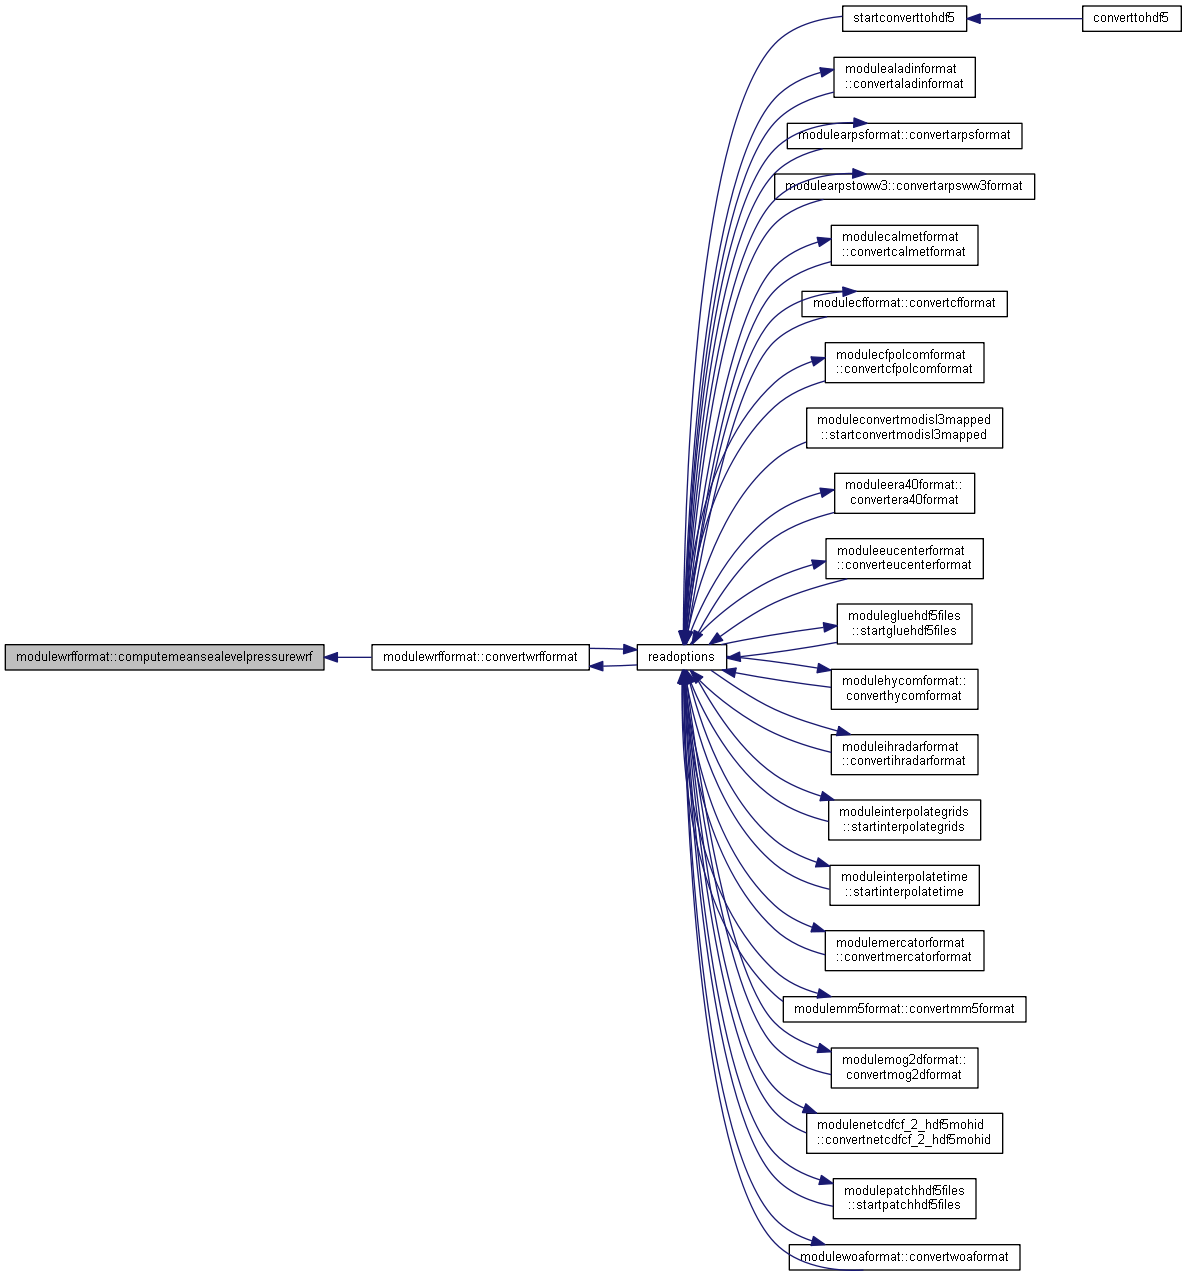 startconverttohdf5
converttohdf5
modulealadinformat
::convertaladinformat
modulearpsformat::convertarpsformat
modulearpstoww3::convertarpsww3format
modulecalmetformat
::convertcalmetformat
modulecfformat::convertcfformat
modulecfpolcomformat
::convertcfpolcomformat
moduleconvertmodisl3mapped
::startconvertmodisl3mapped
moduleera40format::
convertera40format
moduleeucenterformat
::converteucenterformat
modulegluehdf5files
::startgluehdf5files
modulewrfformat::computemeansealevelpressurewrf
modulewrfformat::convertwrfformat
readoptions
modulehycomformat::
converthycomformat
moduleihradarformat
::convertihradarformat
moduleinterpolategrids
::startinterpolategrids
moduleinterpolatetime
::startinterpolatetime
modulemercatorformat
::convertmercatorformat
modulemm5format::convertmm5format
modulemog2dformat::
convertmog2dformat
modulenetcdfcf_2_hdf5mohid
::convertnetcdfcf_2_hdf5mohid
modulepatchhdf5files
::startpatchhdf5files
modulewoaformat::convertwoaformat